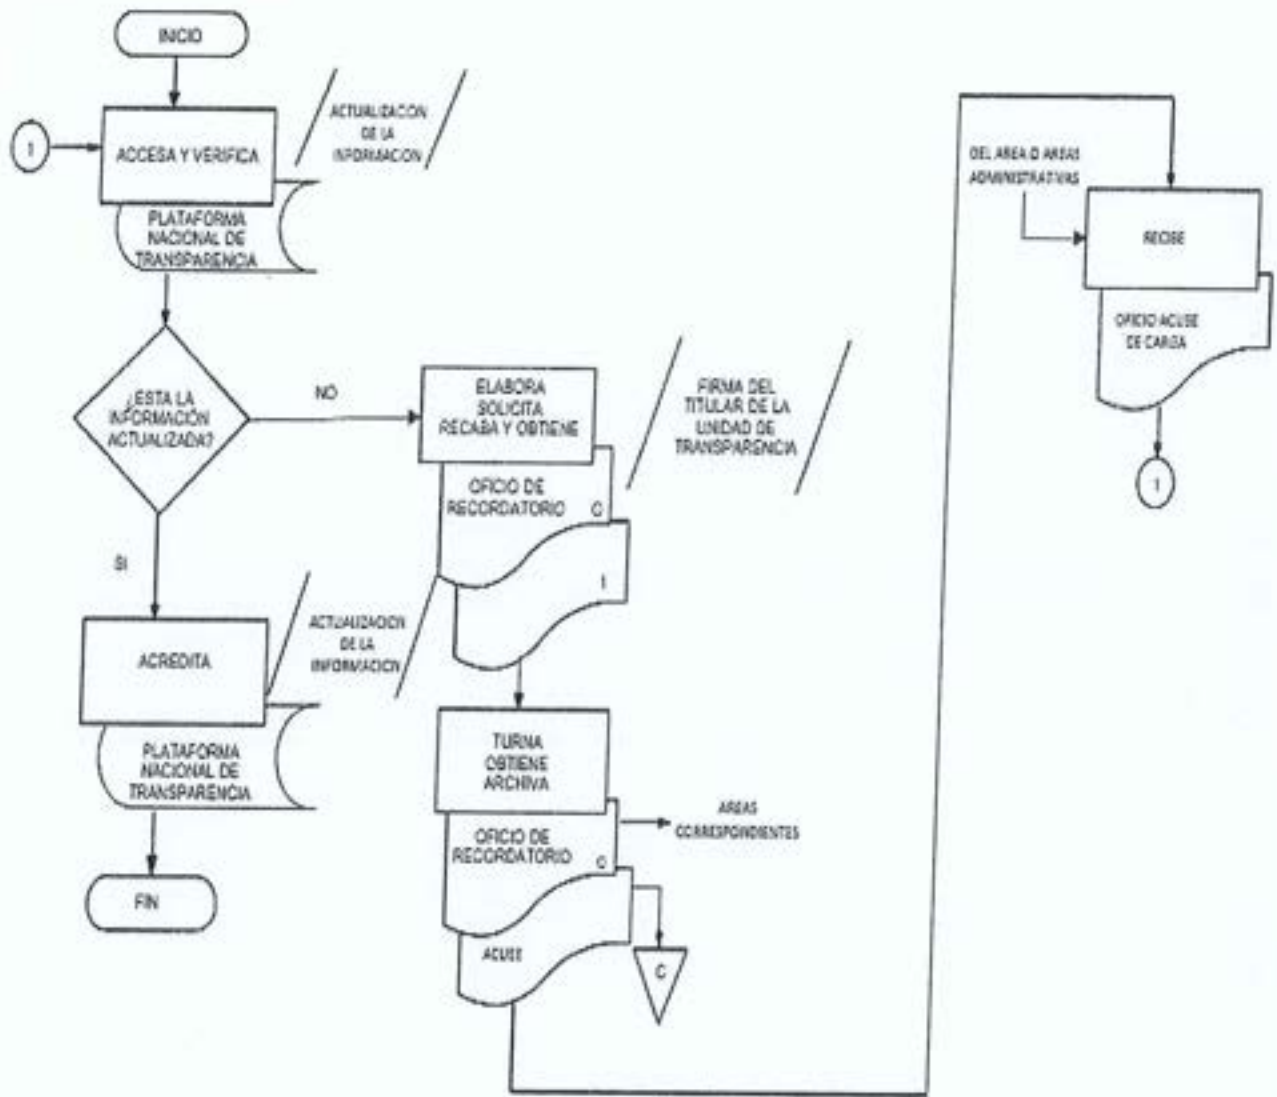 INICIO
1
ACCESA Y VERIFICA
ACTUALIZACION
DE LA
INFORMACION
PLATAFORMA
NACIONAL DE
TRANSPARENCIA
¿ESTA LA
INFORMACIÓN
ACTUALIZADA?
NO
SI
ACREDITA
ACTUALIZACION
DE LA
INFORMACION
PLATAFORMA
NACIONAL DE
TRANSPARENCIA
FIN
ELABORA
SOLICITA
RECABA Y OBTIENE
FIRMA DEL
TITULAR DE LA
UNIDAD DE
TRANSPARENCIA
OFICIO DE
RECORDATORIO
O
1
TURNA
OBTIENE
ARCHIVA
OFICIO DE
RECORDATORIO
O
AREAS
CORRESPONDIENTES
ACUSE
C
DEL AREA O AREAS
ADMINISTRATIVAS
RECIBE
OFICIO ACUSE
DE CARGA
1